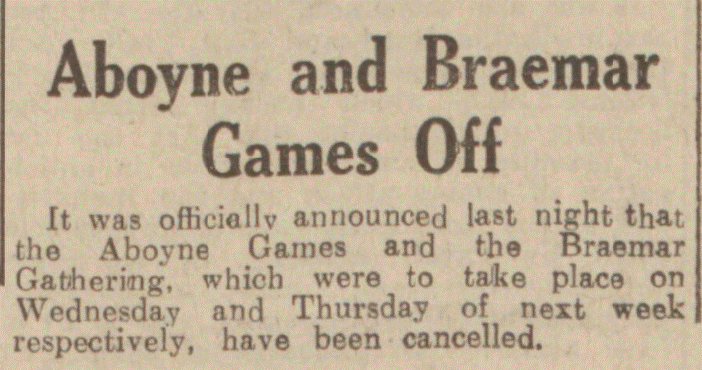 Aboyne and Braemar
Games Off
It was officially announced last night that
the Aboyne Games and the Braemar
Gathering, which were to take place on
Wednesday and Thursday of next week
respectively, have been cancelled.